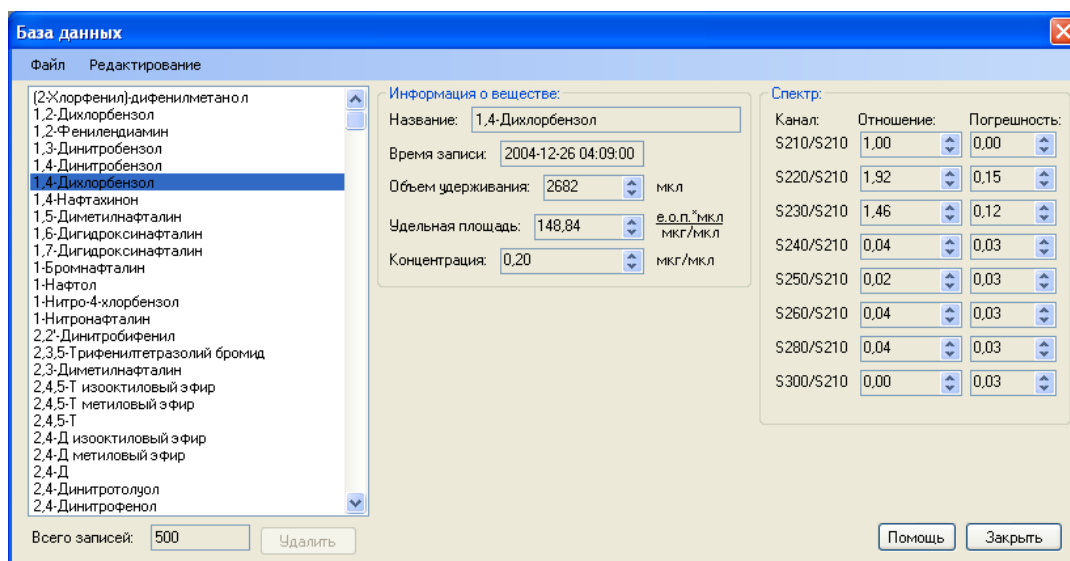 База данных
Файл Редактирование
(2-Хлорфенил)-дифенилметанол
1,2-Дихлорбензол
1,2-Фенилендиамин
1,3-Динитробензол
1,4-Динитробензол
1,4-Дихлорбензол
1,4-Нафтахинон
1,5-Диметилнафталин
1,6-Дигидроксинафталин
1,7-Дигидроксинафталин
1-Бромнафталин
1-Нафтол
1-Нитро-4-хлорбензол
1-Нитронафталин
2,2'-Динитробифенил
2,3,5-Трифенилтетразолий бромид
2,3-Диметилнафталин
2,4,5-Т изооктиловый эфир
2,4,5-Т метиловый эфир
2,4,5-Т
2,4-Д изооктиловый эфир
2,4-Д метиловый эфир
2,4-Д
2,4-Динитротолуол
2,4-Динитрофенол
Всего записей: 500 Удалить
Информация о веществе:
Название: 1,4-Дихлорбензол
Время записи: 2004-12-26 04:09:00
Объем удерживания: 2682 мкл
Удельная площадь: 148,84 е.о.п.*мкл
мкг/мкл
Концентрация: 0,20 мкг/мкл
Спектр:
Канал: Отношение: Погрешность:
S210/S210 1,00 0,00
S220/S210 1,92 0,15
S230/S210 1,46 0,12
S240/S210 0,04 0,03
S250/S210 0,02 0,03
S260/S210 0,04 0,03
S280/S210 0,04 0,03
S300/S210 0,00 0,03
Помощь Закрыть